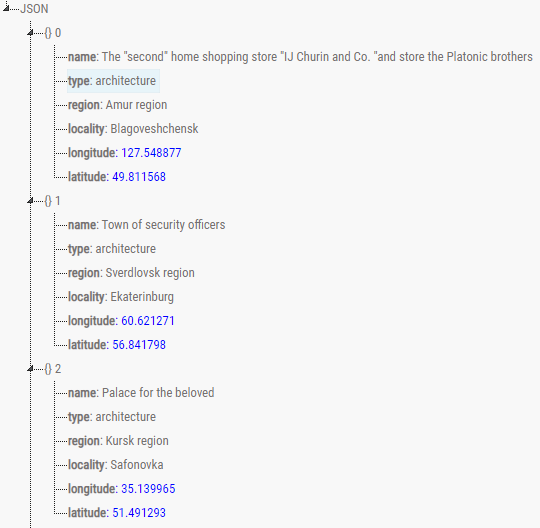 JSON
{} 0
name: The "second" home shopping store "IJ Churin and Co. "and store the Platonic brothers
type: architecture
region: Amur region
locality: Blagoveshchensk
longitude: 127.548877
latitude: 49.811568
{} 1
name: Town of security officers
type: architecture
region: Sverdlovsk region
locality: Ekaterinburg
longitude: 60.621271
latitude: 56.841798
{} 2
name: Palace for the beloved
type: architecture
region: Kursk region
locality: Safonovka
longitude: 35.139965
latitude: 51.491293